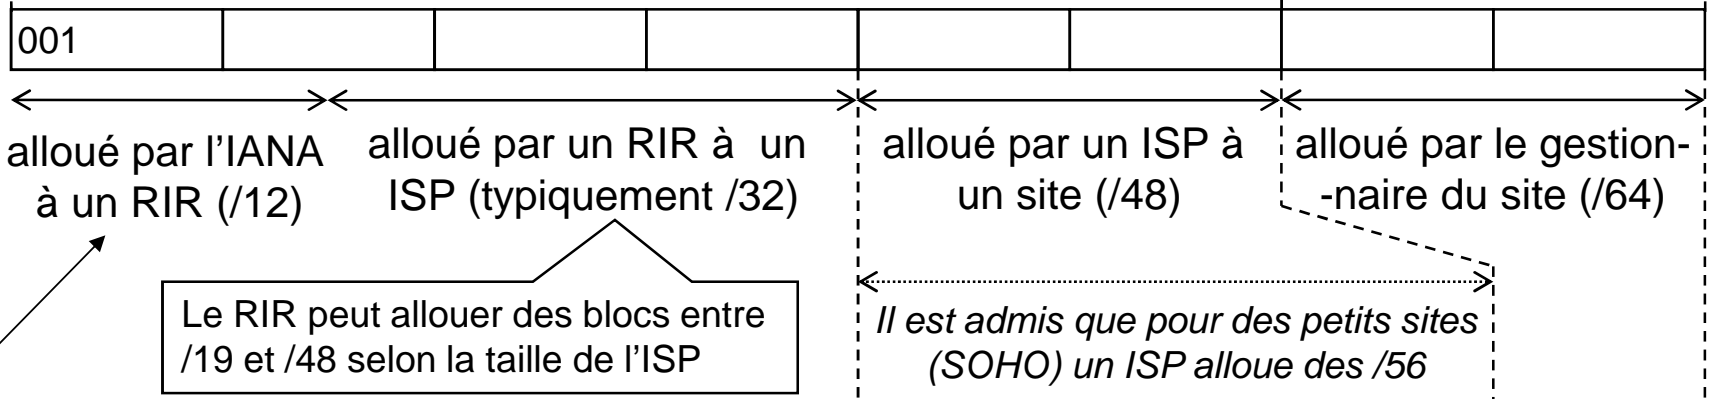 001
alloué par l’IANA
à un RIR (/12)
alloué par un RIR à un
ISP (typiquement /32)
alloué par un ISP à
un site (/48)
alloué par le gestion-
-naire du site (/64)
Le RIR peut allouer des blocs entre
/19 et /48 selon la taille de l’ISP
Il est admis que pour des petits sites
(SOHO) un ISP alloue des /56